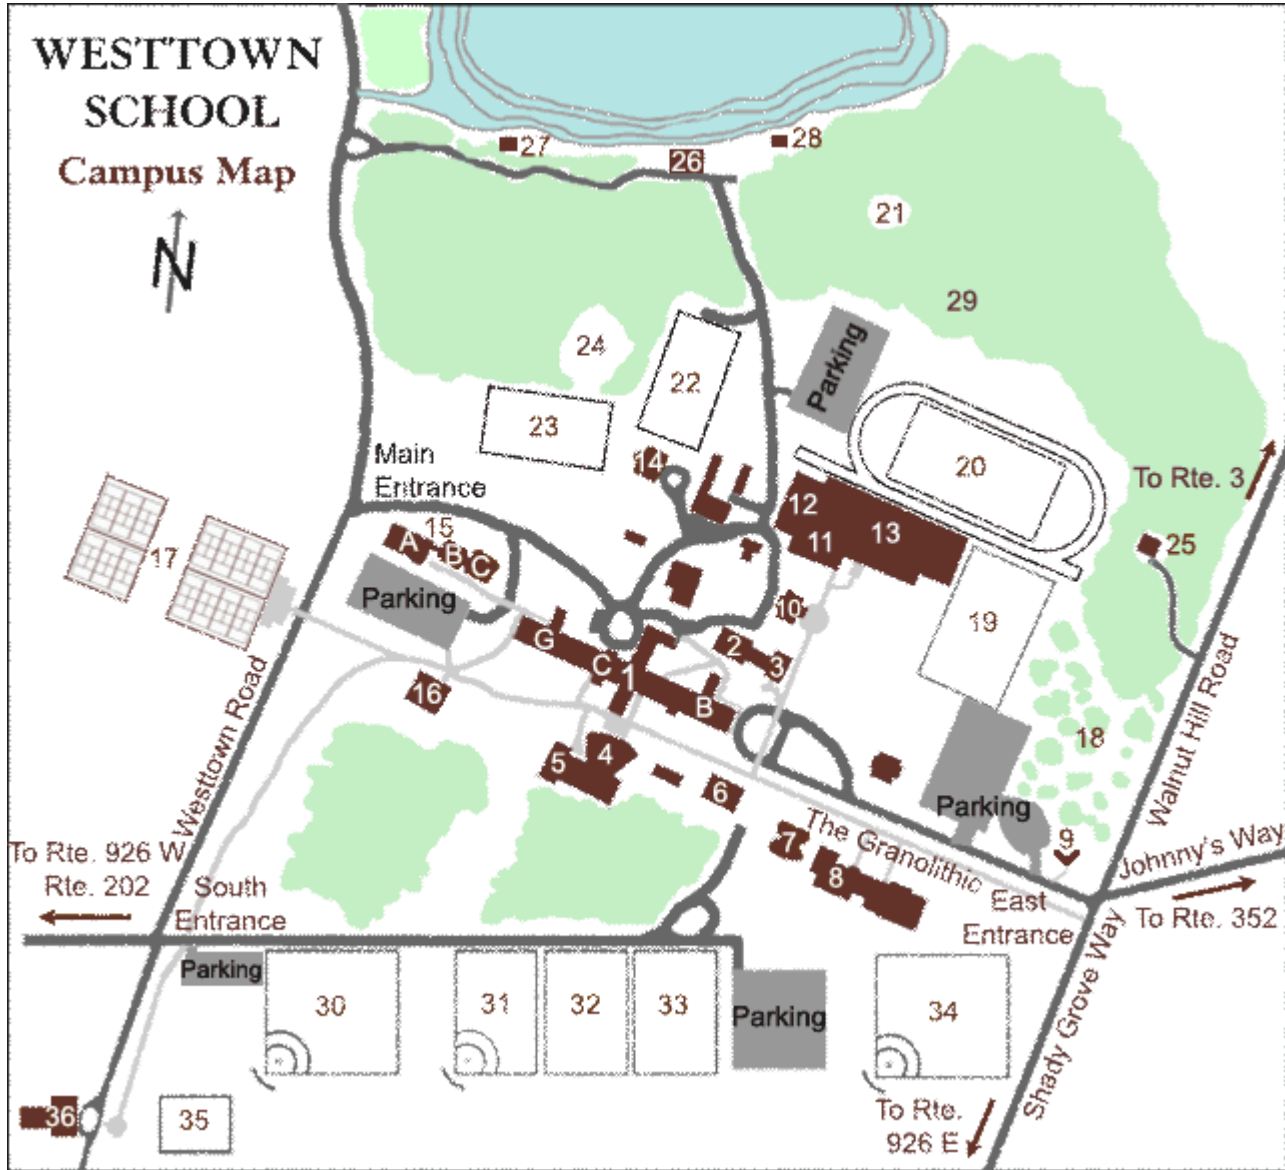 WESTTOWN
SCHOOL
Campus Map
N
27
26
28
21
29
24
22
Parking
23
20
Main
Entrance
14
To Rte. 3
12
15
13
A
B
C
11
17
25
Parking
10
19
G
2
C
1
3
16
B
18
Walnut Hill Road
Westtown Road
5
4
6
Parking
The Granolithic
7
9
Johnny's Way
To Rte. 926 W
Rte. 202
South
Entrance
8
East
Entrance
To Rte. 352
Parking
30
31
32
33
Parking
34
Shady Grove Way
36
35
To Rte.
926 E